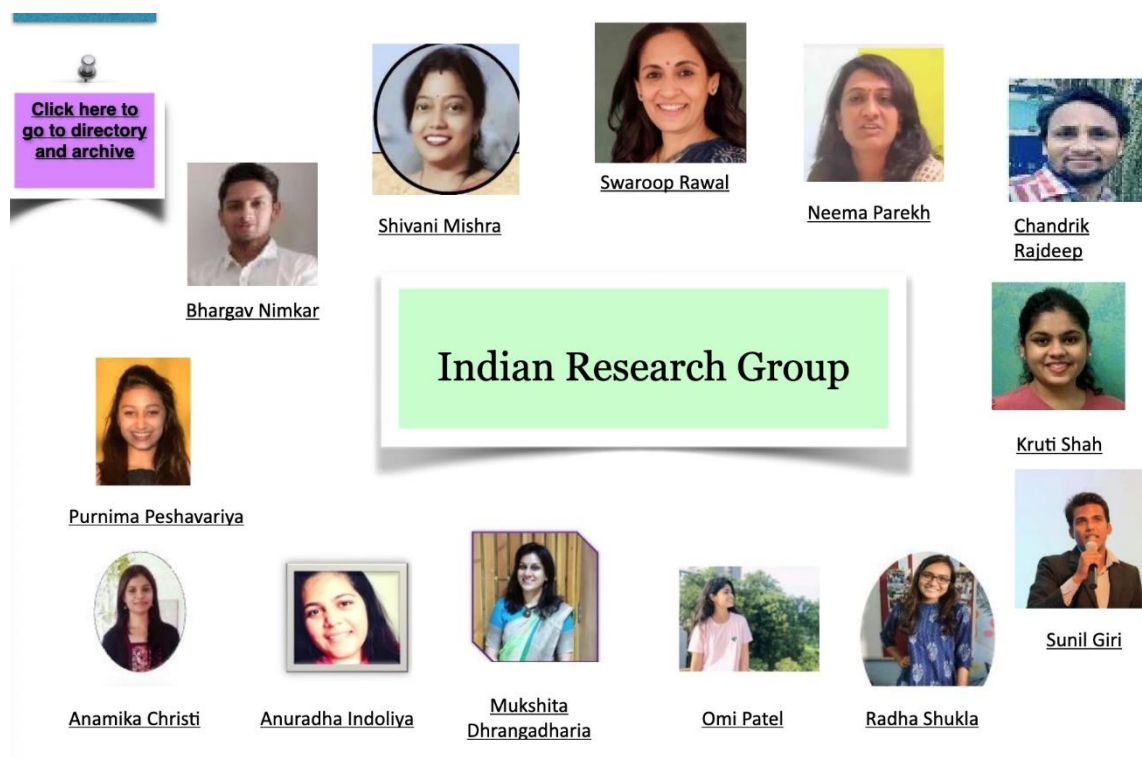 Click here to
go to directory
and archive
Shivani Mishra
Swaroop Rawal
Neema Parekh
Chandrik
Rajdeep
Bhargav Nimkar
Indian Research Group
Kruti Shah
Purnima Peshavariya
Sunil Giri
Anamika Christi
Anuradha Indoliya
Mukshita
Dhrangadharia
Omi Patel
Radha Shukla